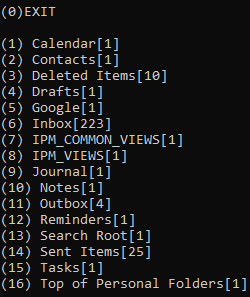 (0)EXIT
(1) Calendar[1]
(2) Contacts[1]
(3) Deleted Items[10]
(4) Drafts[1]
(5) Google[1]
(6) Inbox[223]
(7) IPM_COMMON_VIEWS[1]
(8) IPM_VIEWS[1]
(9) Journal[1]
(10) Notes[1]
(11) Outbox[4]
(12) Reminders[1]
(13) Search Root[1]
(14) Sent Items[25]
(15) Tasks[1]
(16) Top of Personal Folders[1]